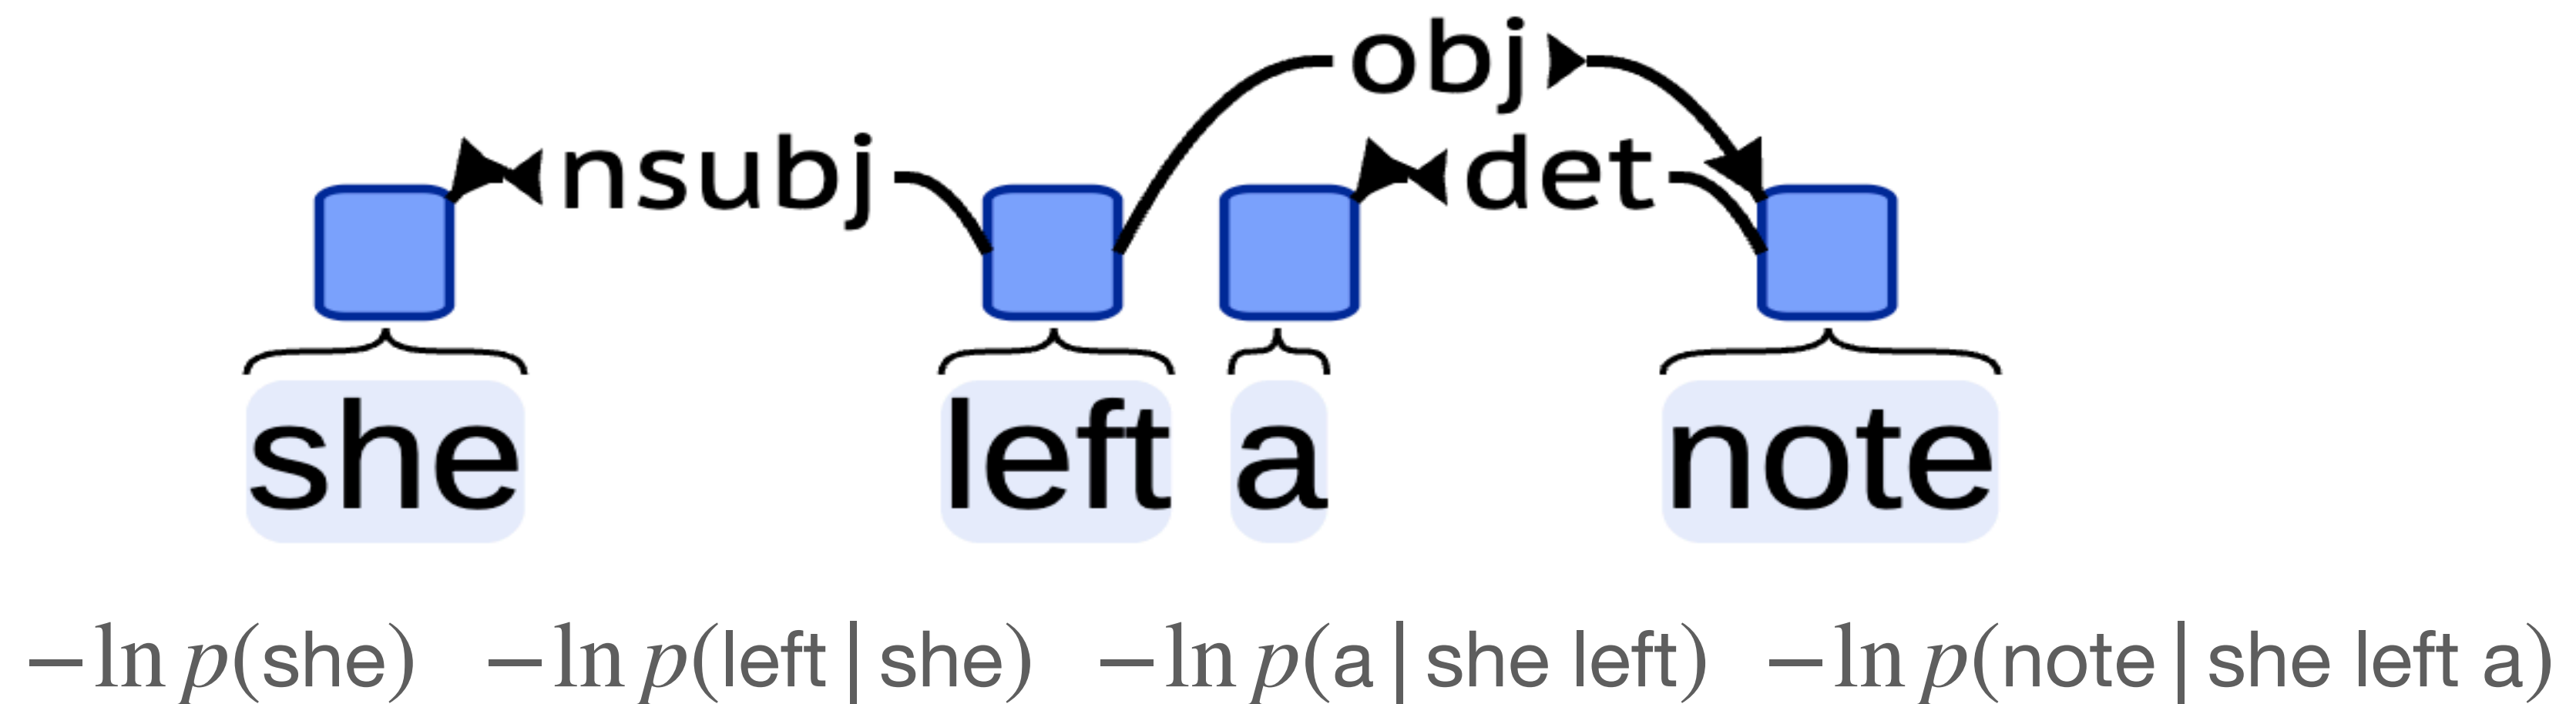 obj
nsubj det
she left a note
−ln p(she) −ln p(left | she) −ln p(a | she left) −ln p(note | she left a)